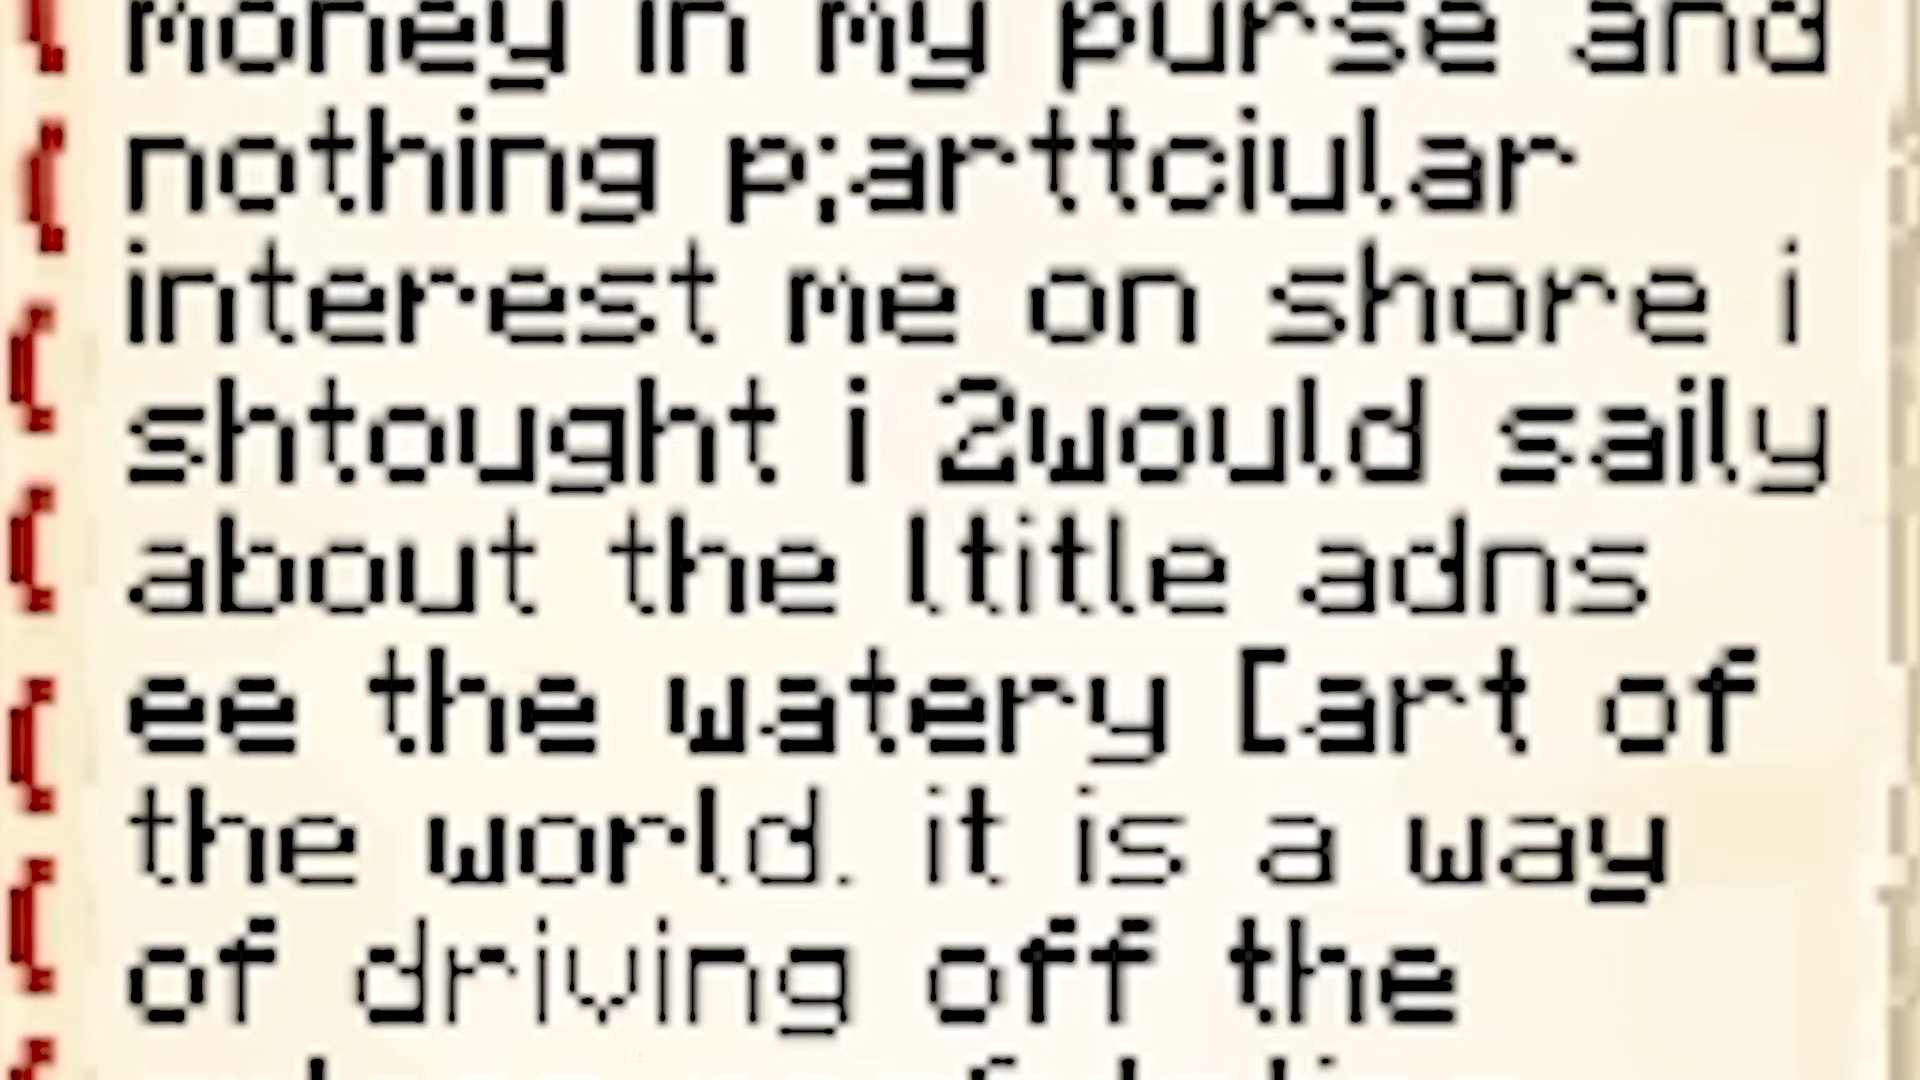 money in my purse and
nothing p;arttciular
interest me on shore i
shtought i 2would saily
about the ltitle adns
ee the watery [art of
the world. it is a way
of driving off the